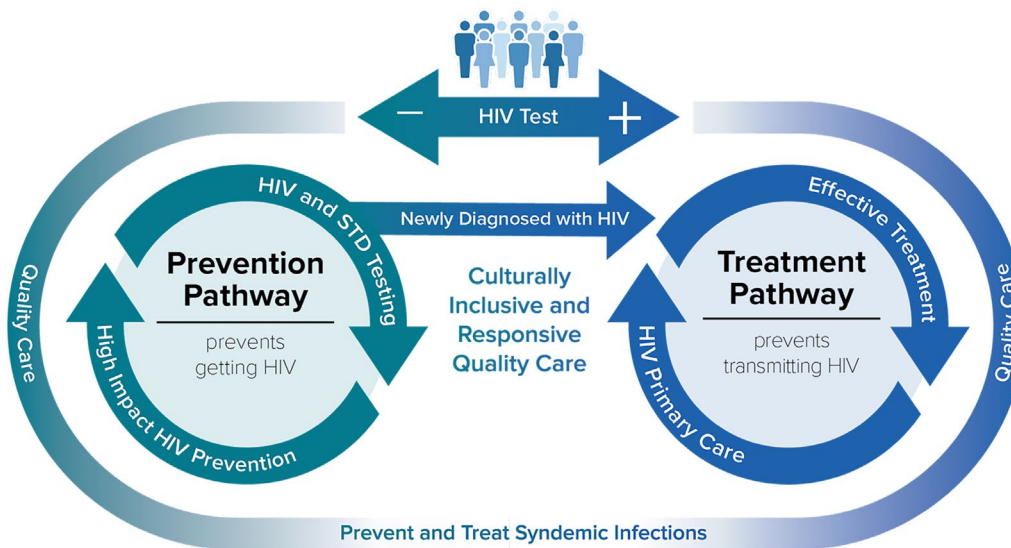 − HIV Test +
HIV and STD Testing
Newly Diagnosed with HIV
Effective Treatment
Quality Care
Prevention
Pathway
prevents
getting HIV
High Impact HIV Prevention
Culturally
Inclusive and
Responsive
Quality Care
Treatment
Pathway
prevents
transmitting HIV
HIV Primary Care
Quality Care
Prevent and Treat Syndemic Infections